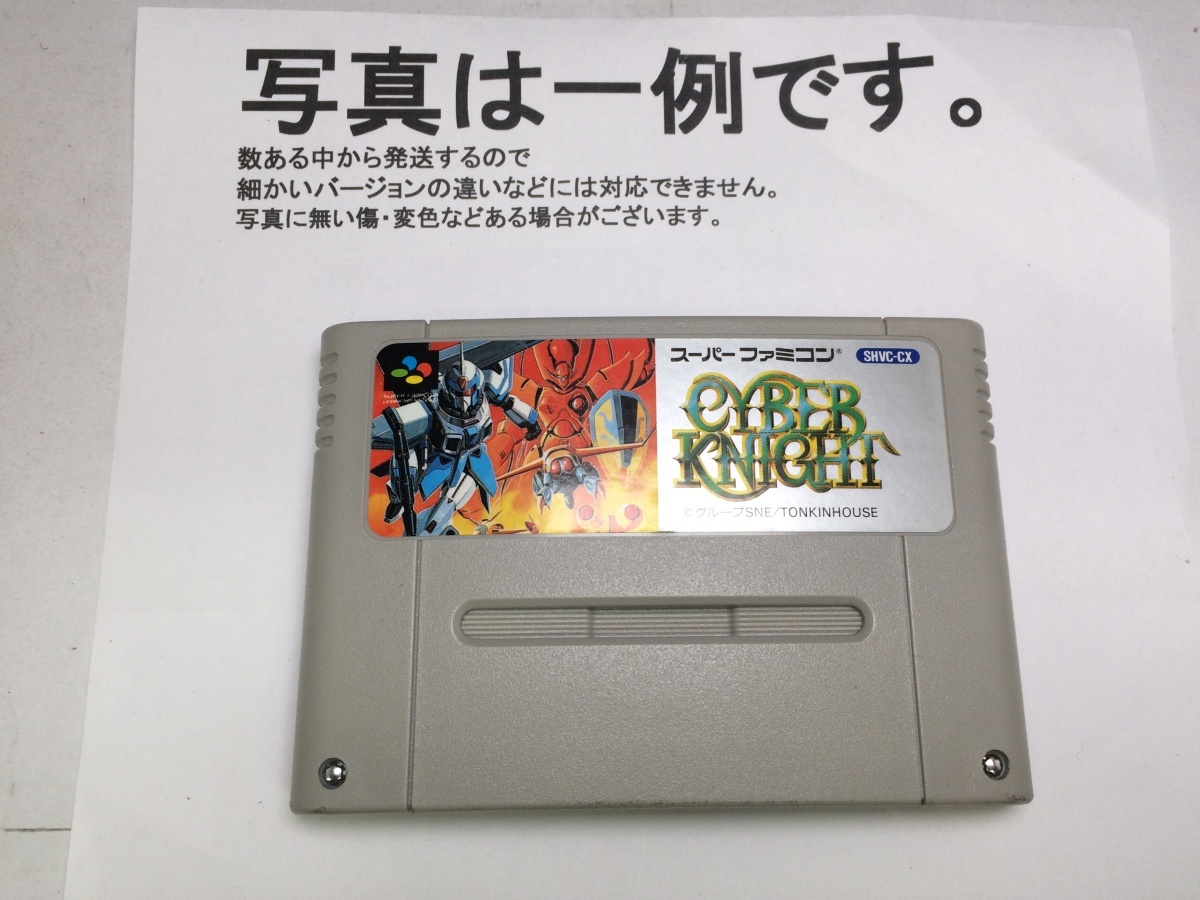 写真は一例です。
数ある中から発送するので
細かいバージョンの違いなどには対応できません。
写真に無い傷・変色などある場合がございます。
スーパーファミコン® SHVC-CX
CYBER
KNIGHT
©グループSNE/TONKINHOUSE